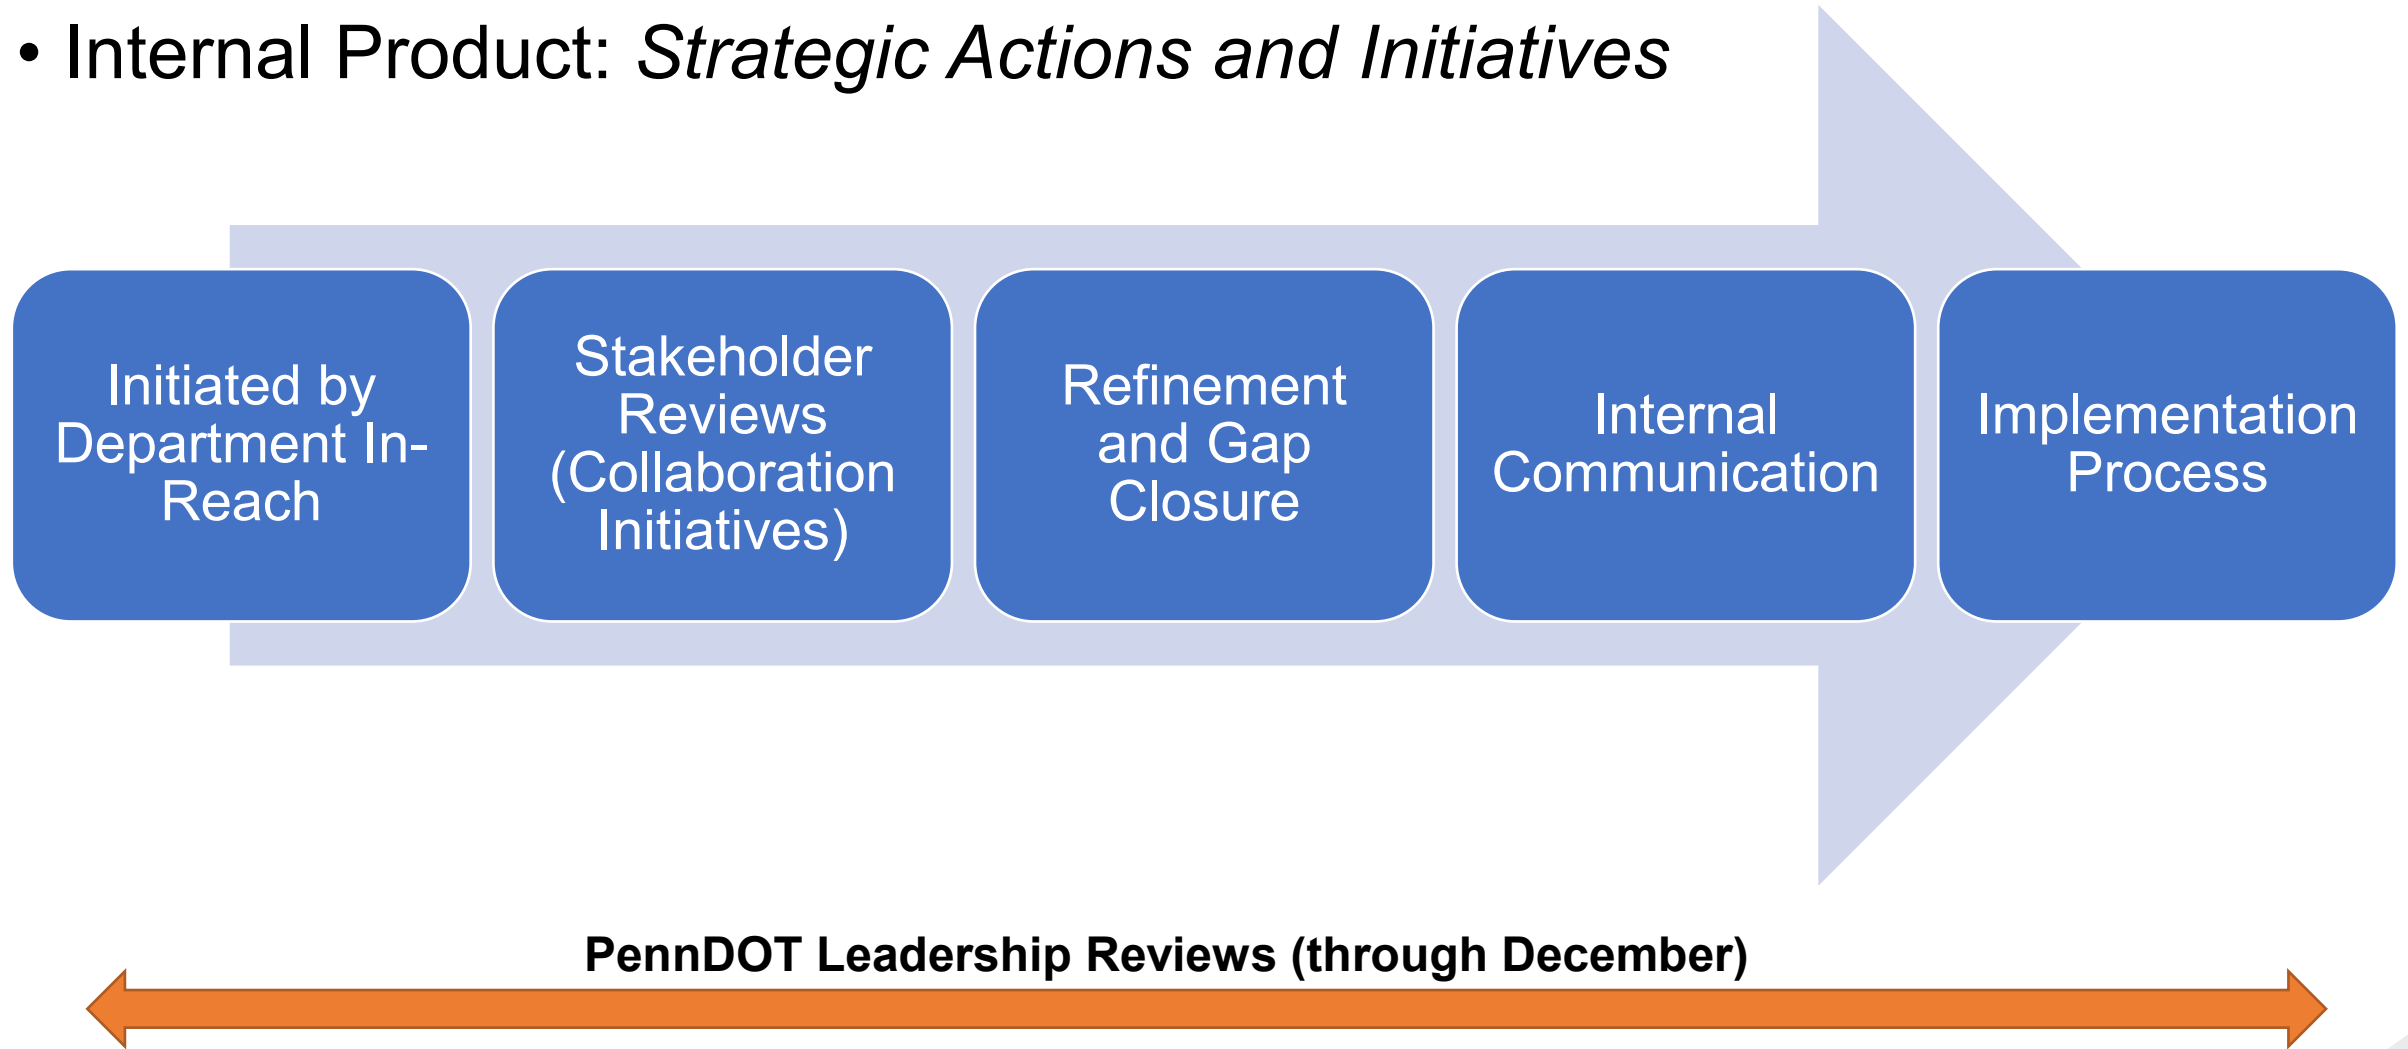 • Internal Product: Strategic Actions and Initiatives
Initiated by
Department In-
Reach
Stakeholder
Reviews
(Collaboration
Initiatives)
Refinement
and Gap
Closure
Internal
Communication
Implementation
Process
PennDOT Leadership Reviews (through December)